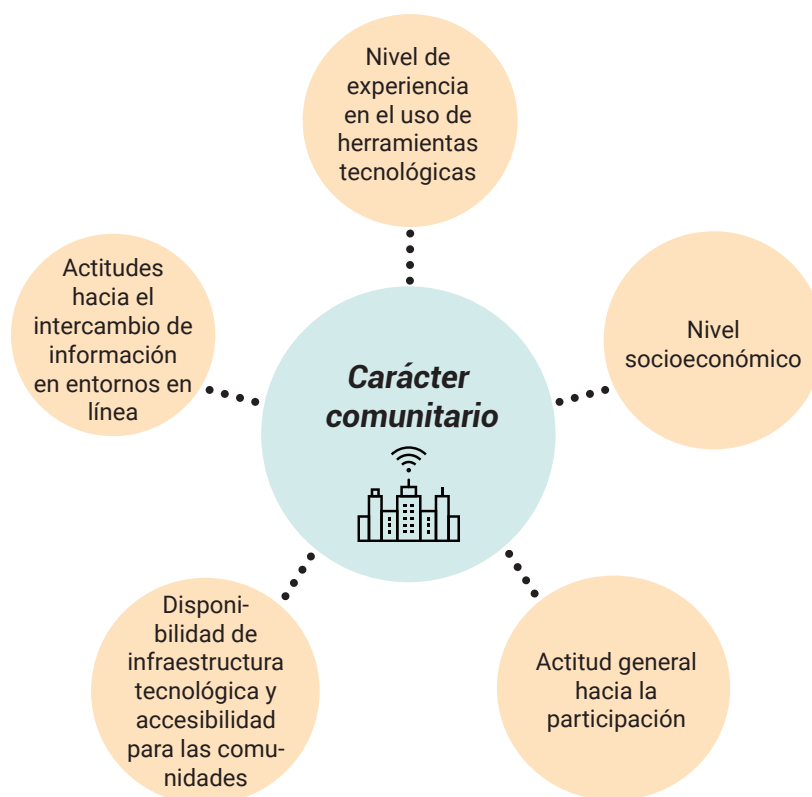 Nivel de
experiencia
en el uso de
herramientas
tecnológicas
Actitudes
hacia el
intercambio de
información
en entornos en
línea
Carácter
comunitario
Nivel
socioeconómico
Disponi-
bilidad de
infraestructura
tecnológica y
accesibilidad
para las comu-
nidades
Actitud general
hacia la
participación